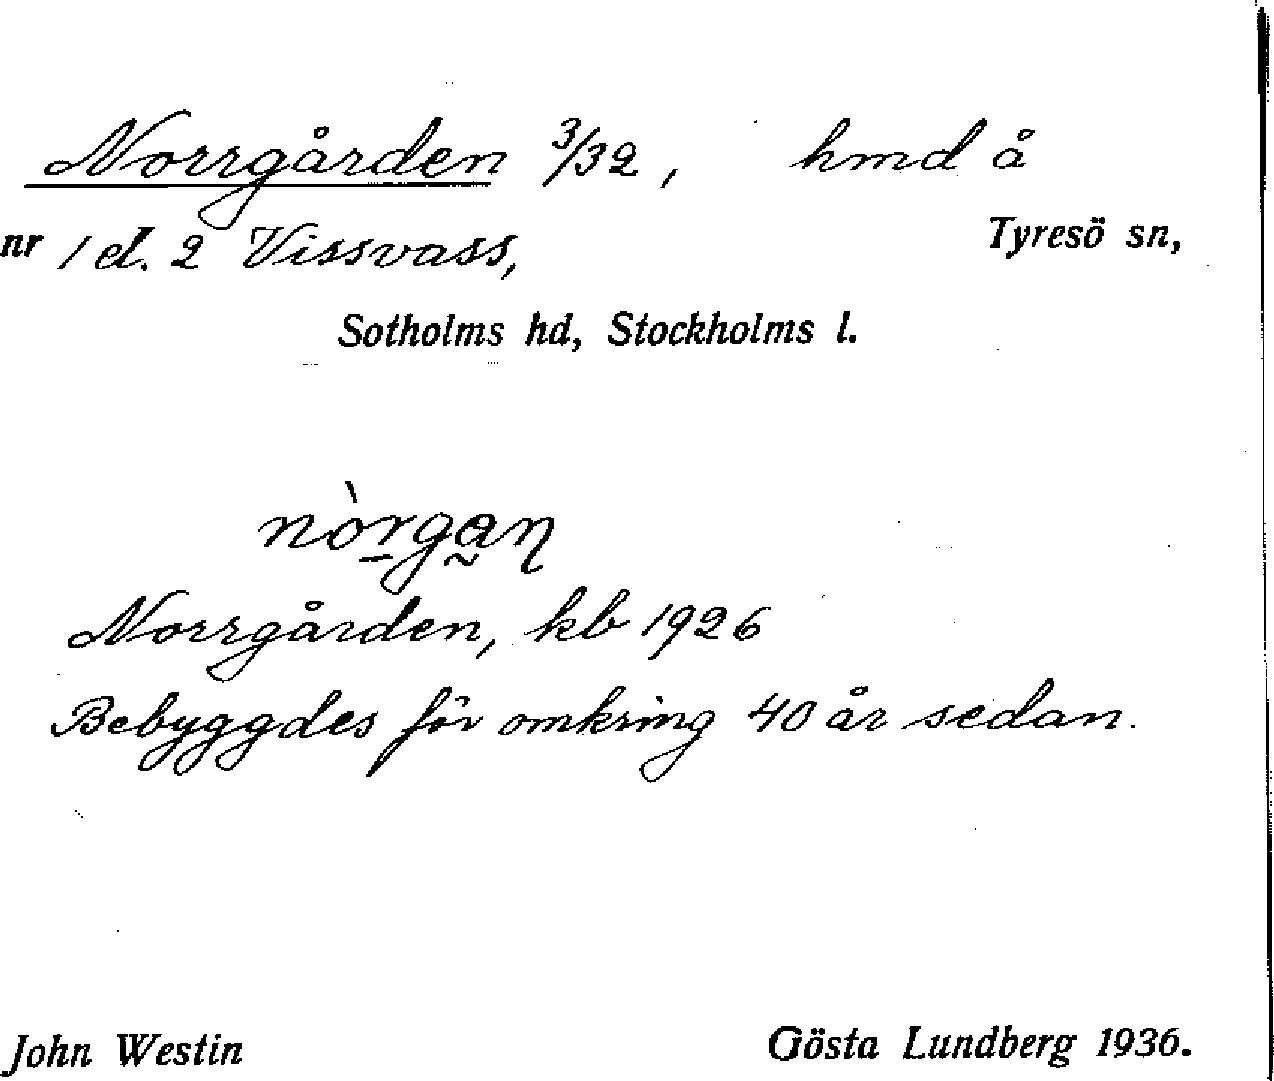 Norrgården 3/32, hmd å
nr 1 el. 2 Vissvass, Tyresö sn,
Sotholms hd, Stockholms l.
Norrgården, kb 1926
Bebyggdes för omkring 40 år sedan.
John Westin Gösta Lundberg 1936.